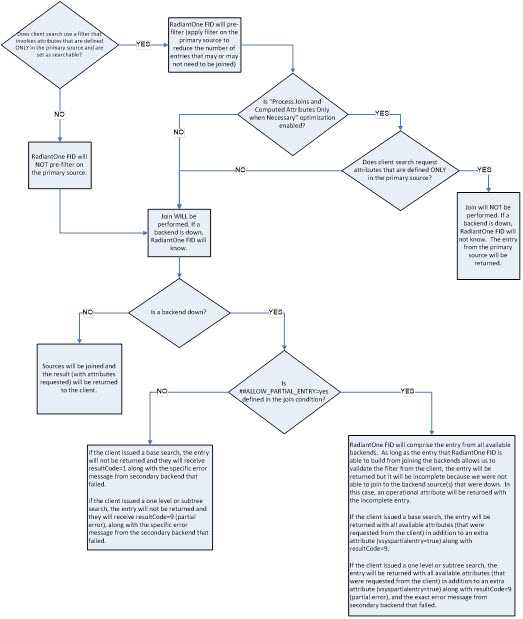 Does client search use a filter that
invokes attributes that are defined
ONLY in the primary source and are
set as searchable?
YES
RadiantOne FID will pre-
filter (apply filter on the
primary source to
reduce the number of
entries that may or may
not need to be joined)
NO
Is "Process Joins and
Computed Attributes Only
when Necessary" optimization
enabled?
YES
NO
RadiantOne FID will
NOT pre-filter on
the primary source.
Does client search request
attributes that are defined ONLY
in the primary source?
NO
YES
Join will NOT be
performed. If a
backend is down,
RadiantOne FID will
not know.  The entry
from the primary
source will be
returned.
Join WILL be
performed. If a
backend is down,
RadiantOne FID will
know.
Is a backend down?
NO
YES
Sources will be joined and
the result (with attributes
requested) will be returned
to the client.
Is
##ALLOW_PARTIAL_ENTRY=yes
defined in the join condition?
NO
YES
If the client issued a base search, the entry
will not be returned and they will receive
resultCode=1 along with the specific error
message from secondary backend that
failed.
If the client issued a one level or subtree
search, the entry will not be returned and
they will receive resultCode=9 (partial
error), along with the specific error
message from the secondary backend that
failed.
RadiantOne FID will comprise the entry from all available
backends.  As long as the entry that RadiantOne FID is
able to build from joining the backends allows us to
validate the filter from the client, the entry will be
returned but it will be incomplete because we were not
able to join to the backend source(s) that were down.  In
this case, an operational attribute will be returned with
the incomplete entry.
If the client issued a base search, the entry will be
returned with all available attributes (that were
requested from the client) in addition to an extra
attribute (vsyspartialentry=true) along with
resultCode=9.
If the client issued a one level or subtree search, the
entry will be returned with all available attributes (that
were requested from the client) in addition to an extra
attribute (vsyspartialentry=true) along with resultCode=9
(partial error), and the exact error message from
secondary backend that failed.